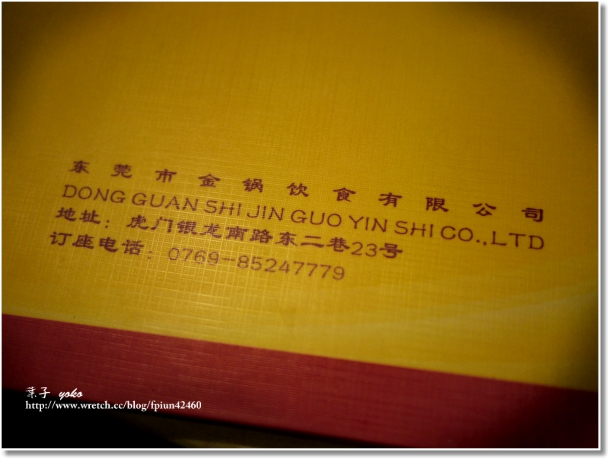 东莞市金锅饮食有限公司
DONG GUAN SHI JIN GUO YIN SHI CO.,LTD
地址：虎门银龙南路东二巷23号
订座电话：0769-85247779
葉子 yoko
http://www.wretch.cc/blog/fpiun42460